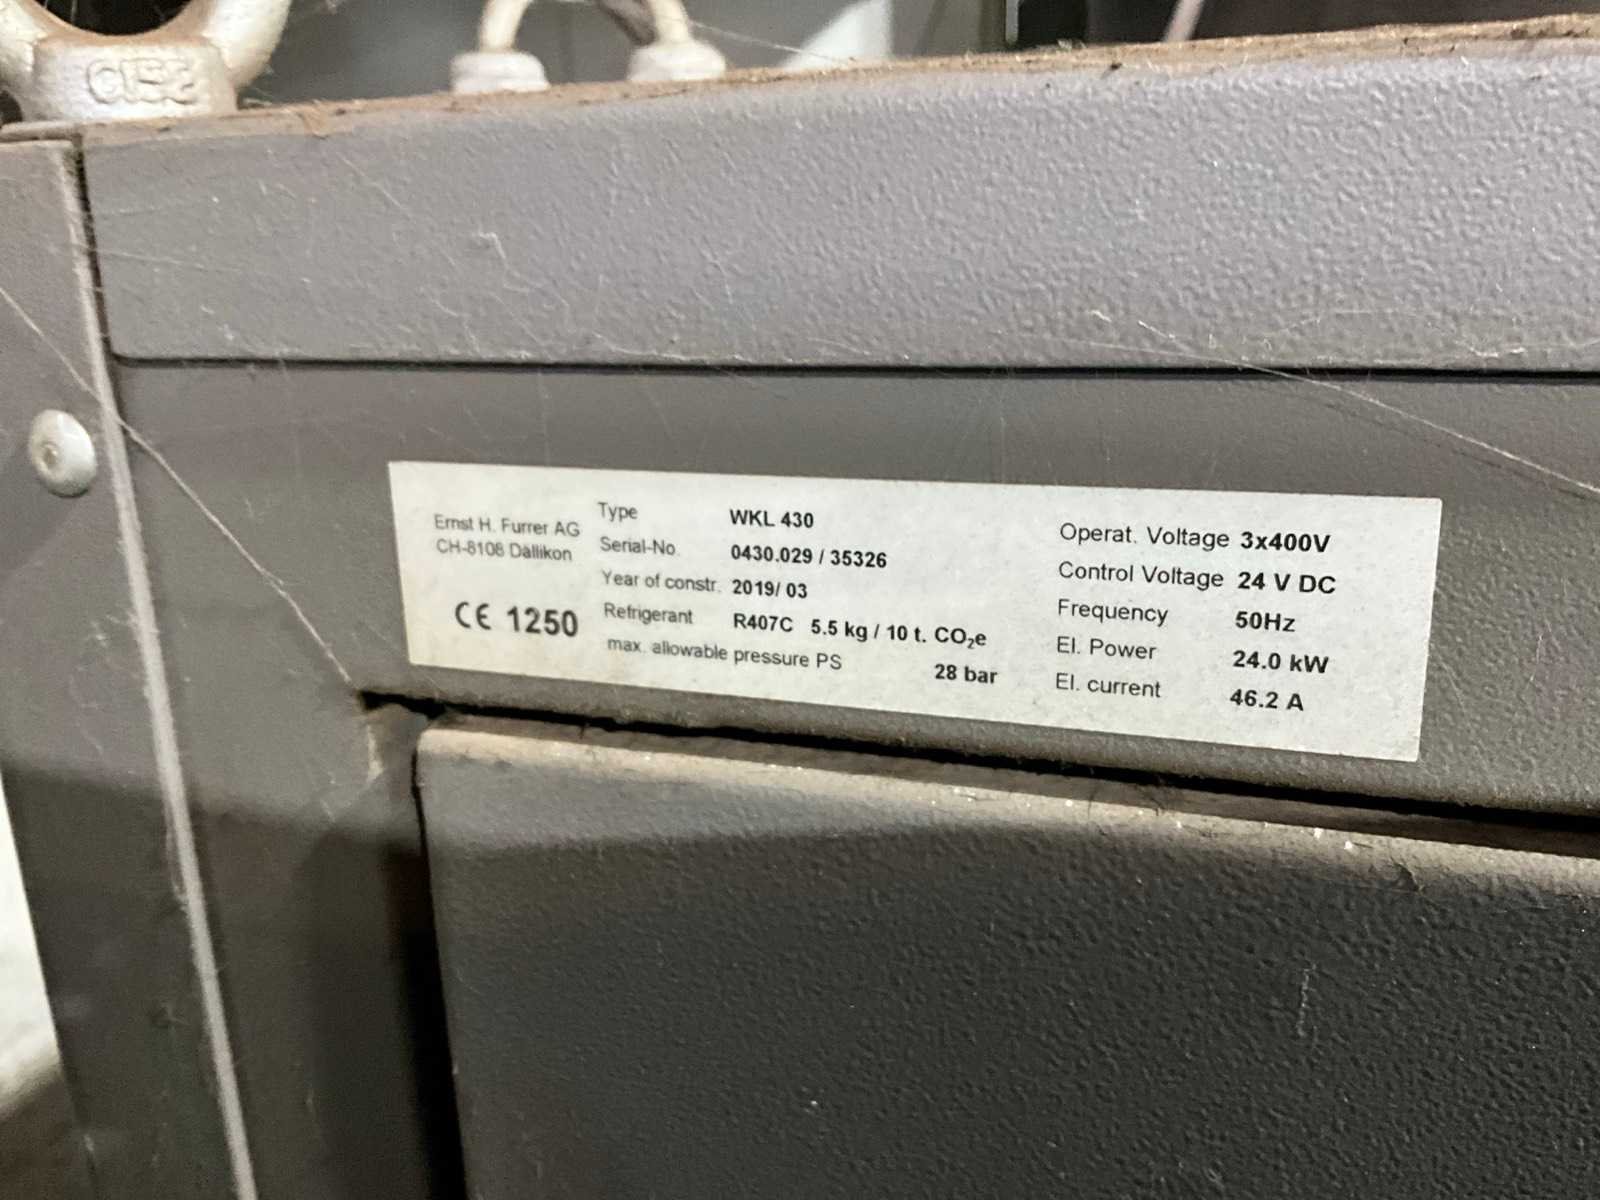 C15E
Ernst H. Furrer AG
CH-8108 Dällikon
CE 1250
Type WKL 430
Serial-No. 0430.029 / 35326
Year of constr. 2019/ 03
Refrigerant R407C 5.5 kg / 10 t. CO₂e
max. allowable pressure PS 28 bar
Operat. Voltage 3x400V
Control Voltage 24 V DC
Frequency 50Hz
El. Power 24.0 kW
El. current 46.2 A